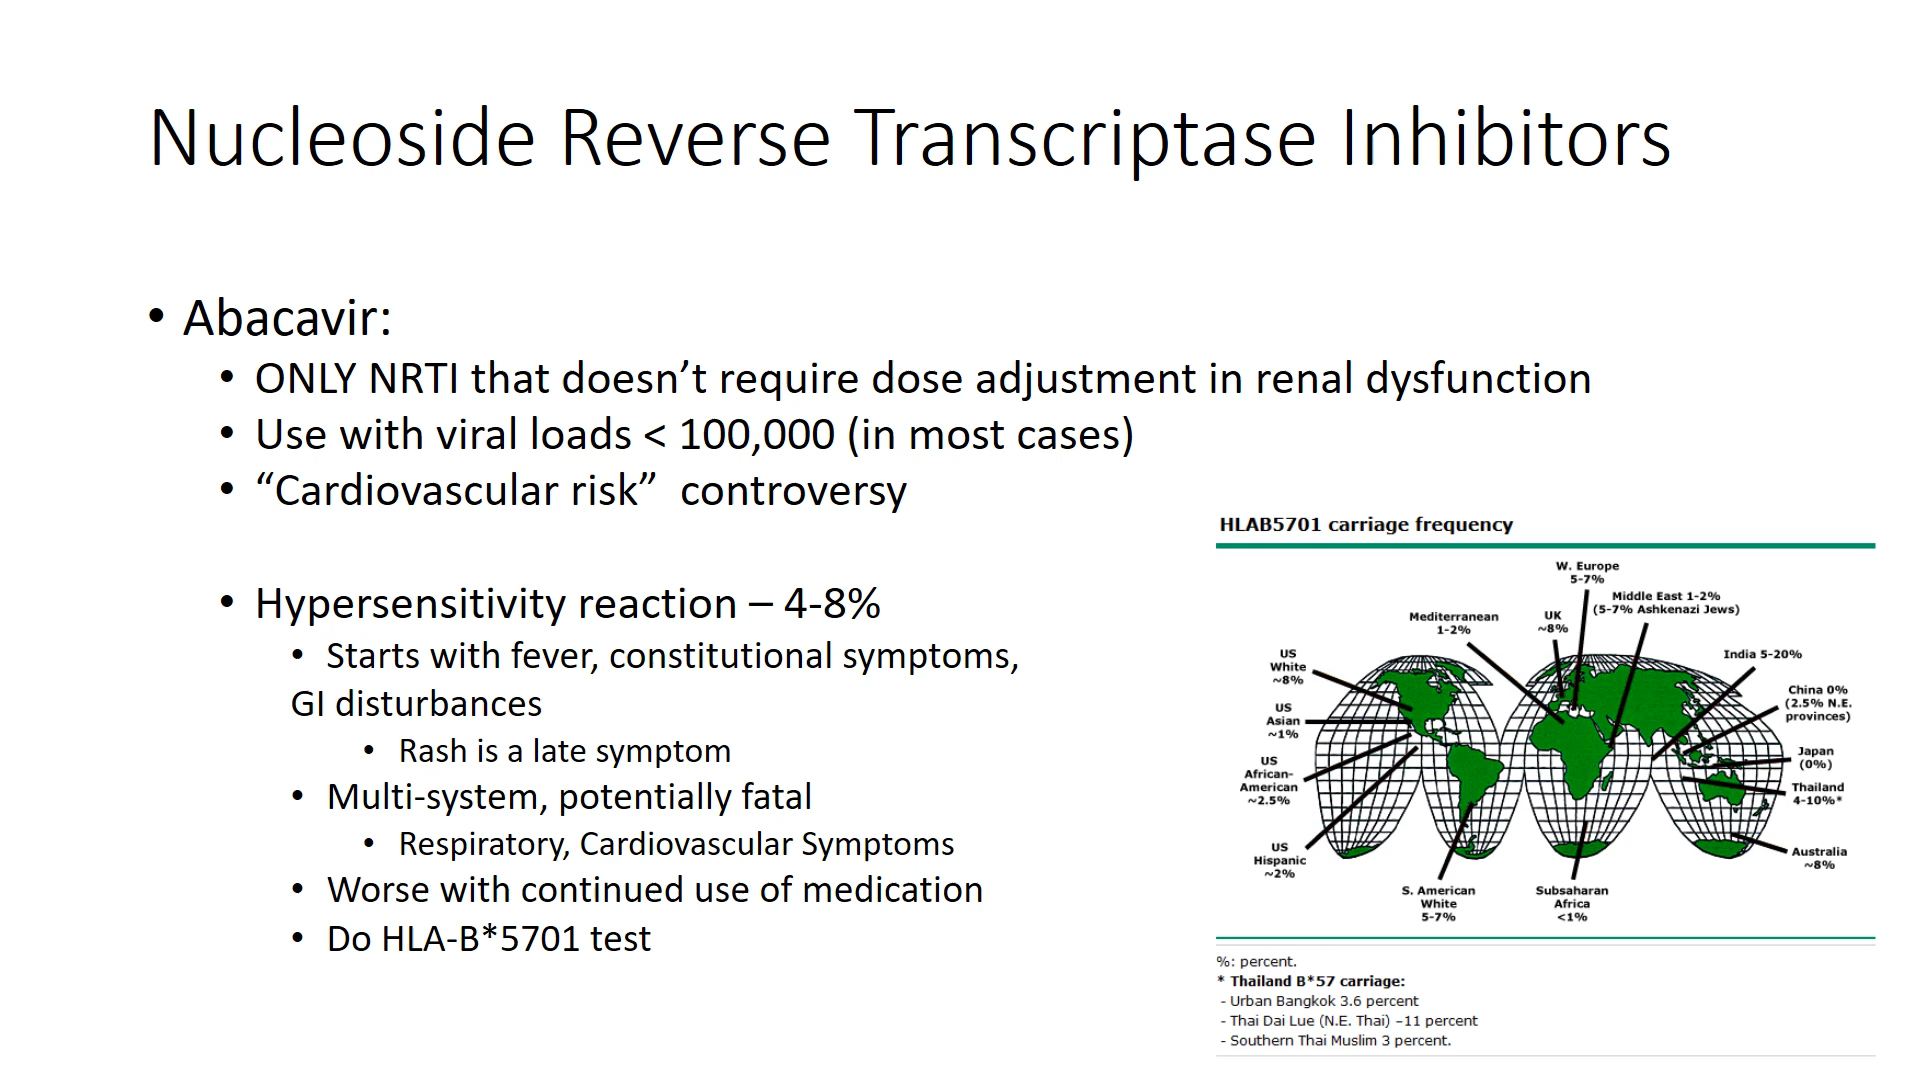 Nucleoside Reverse Transcriptase Inhibitors
• Abacavir:
• ONLY NRTI that doesn’t require dose adjustment in renal dysfunction
• Use with viral loads < 100,000 (in most cases)
• “Cardiovascular risk”  controversy
• Hypersensitivity reaction – 4-8%
• Starts with fever, constitutional symptoms,
GI disturbances
• Rash is a late symptom
• Multi-system, potentially fatal
• Respiratory, Cardiovascular Symptoms
• Worse with continued use of medication
• Do HLA-B*5701 test
HLAB5701 carriage frequency
W. Europe
5-7%
Middle East 1-2%
(5-7% Ashkenazi Jews)
Mediterranean
1-2%
UK
~8%
India 5-20%
US
White
~8%
China 0%
(2.5% N.E.
provinces)
US
Asian
~1%
Japan
(0%)
US
African-
American
~2.5%
Thailand
4-10%*
US
Hispanic
~2%
Australia
~8%
S. American
White
5-7%
Subsaharan
Africa
<1%
%: percent.
* Thailand B*57 carriage:
- Urban Bangkok 3.6 percent
- Thai Dai Lue (N.E. Thai) –11 percent
- Southern Thai Muslim 3 percent.